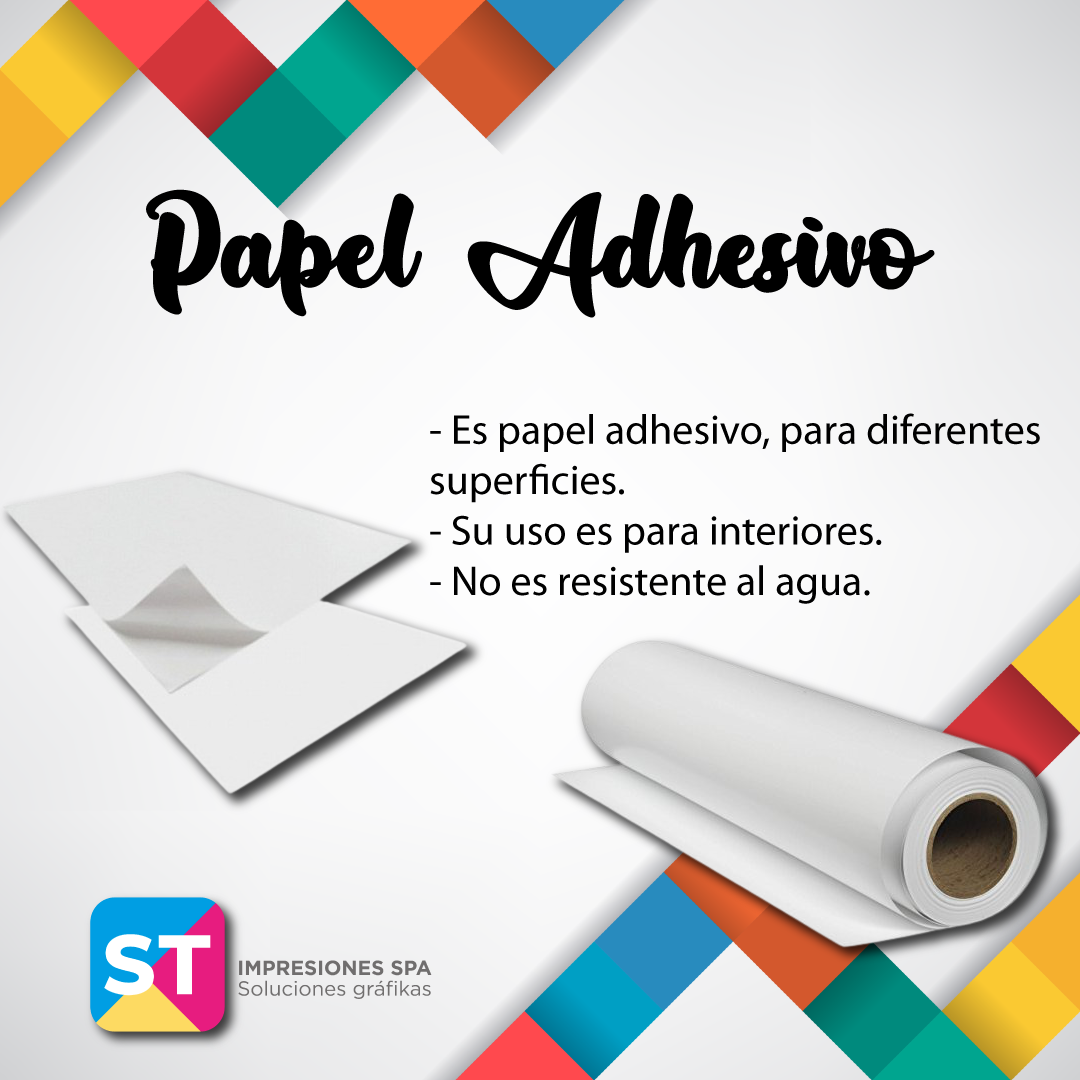 Papel Adhesivo
- Es papel adhesivo, para diferentes
superficies.
- Su uso es para interiores.
- No es resistente al agua.
ST
IMPRESIONES SPA
Soluciones gráfikas